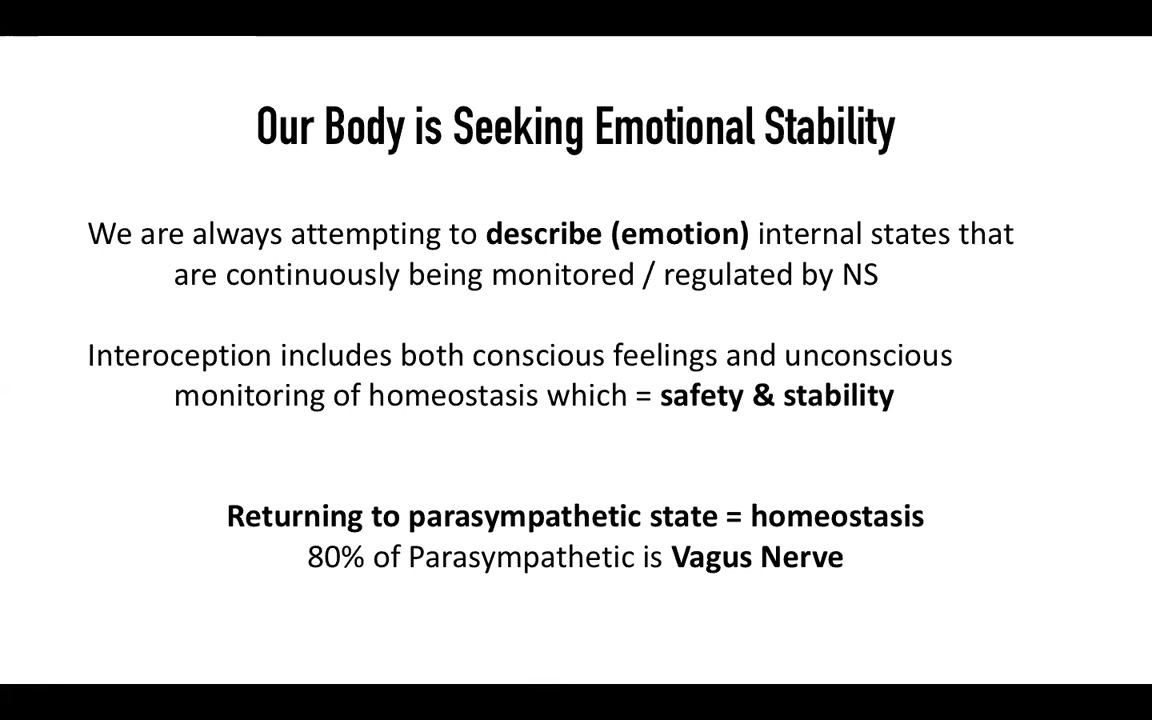 Our Body is Seeking Emotional Stability
We are always attempting to describe (emotion) internal states that
are continuously being monitored / regulated by NS
Interoception includes both conscious feelings and unconscious
monitoring of homeostasis which = safety & stability
Returning to parasympathetic state = homeostasis
80% of Parasympathetic is Vagus Nerve